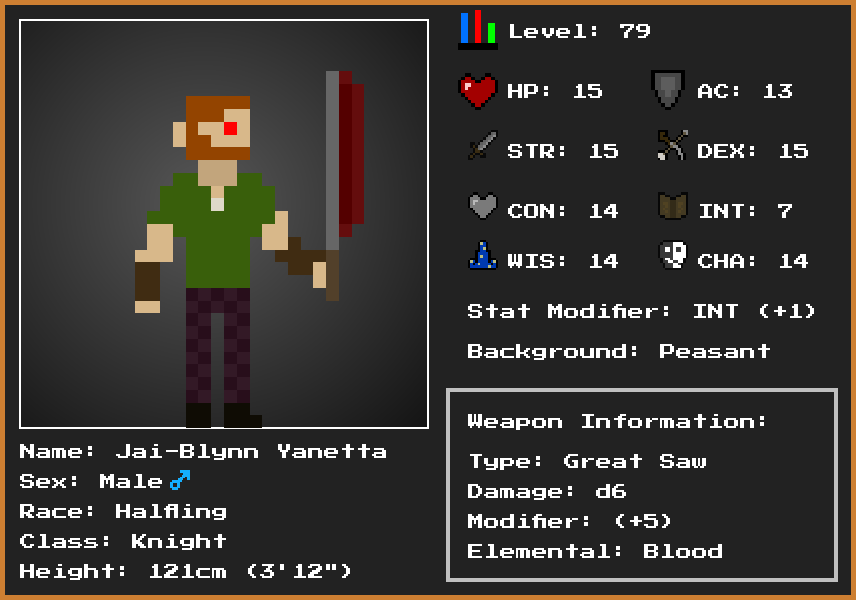 Level: 79
HP: 15 AC: 13
STR: 15 DEX: 15
CON: 14 INT: 7
WIS: 14 CHA: 14
Stat Modifier: INT (+1)
Background: Peasant
Weapon Information:
Type: Great Saw
Damage: d6
Modifier: (+5)
Elemental: Blood
Name: Jai-Blynn Yanetta
Sex: Male♂
Race: Halfling
Class: Knight
Height: 121cm (3'12")